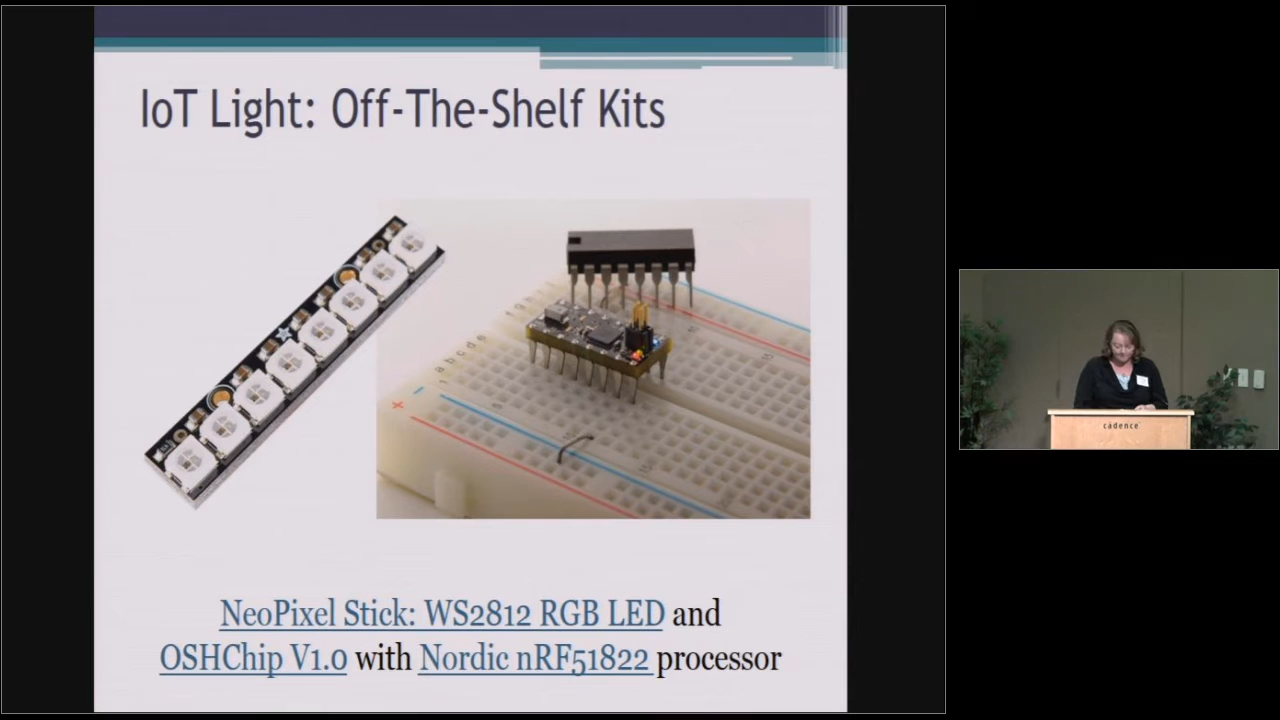 IoT Light: Off-The-Shelf Kits
NeoPixel Stick: WS2812 RGB LED and
OSHChip V1.0 with Nordic nRF51822 processor
cādence